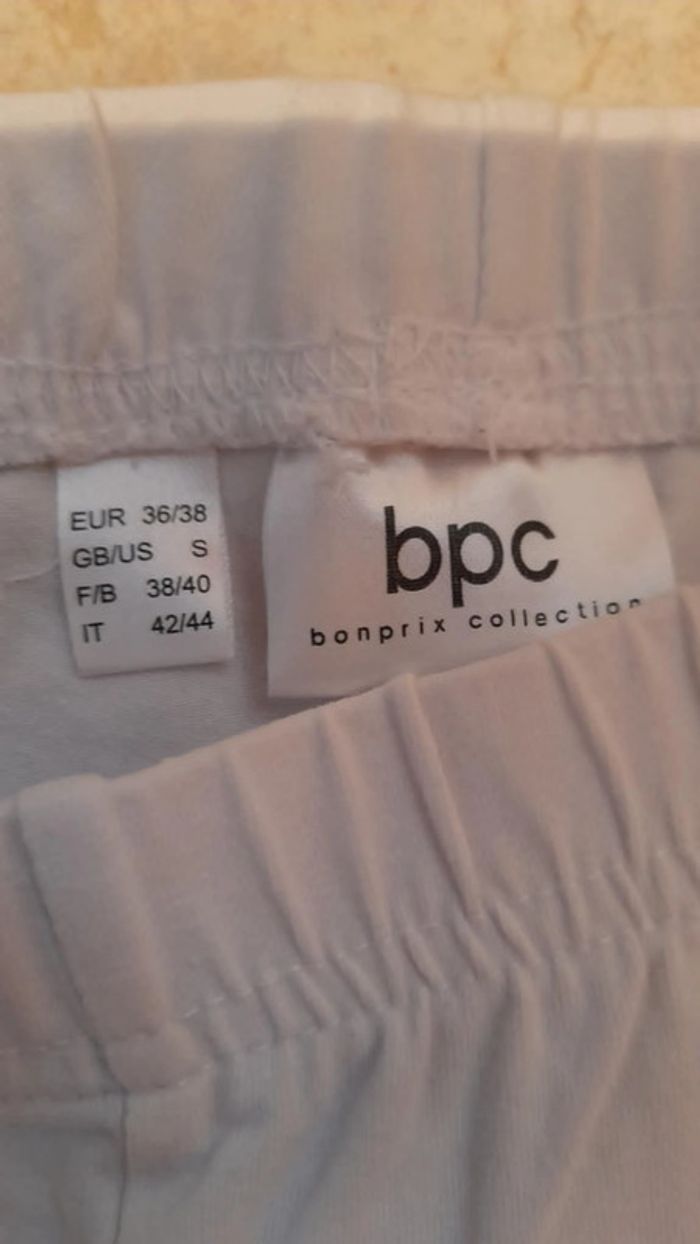 EUR 36/38
GB/US S
F/B 38/40
IT 42/44
bpc
bonprix collection